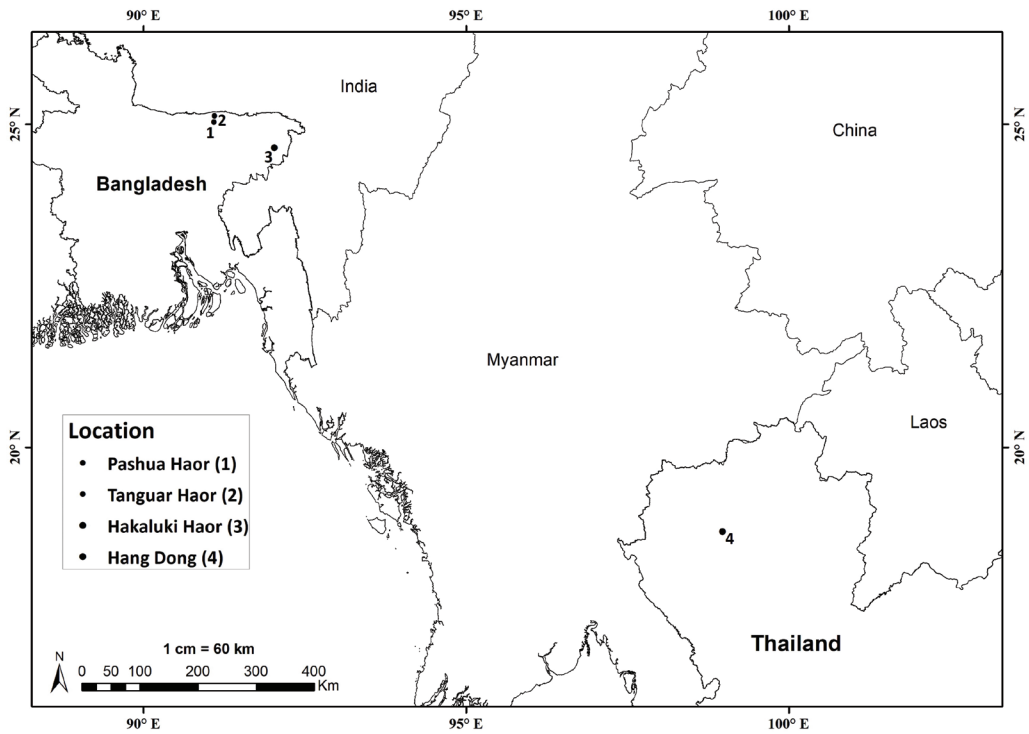 90° E 95° E 100° E
India
25° N
China
25° N
2
1
3
Bangladesh
Myanmar
Laos
20° N
20° N
Location
Pashua Haor (1)
Tanguar Haor (2)
Hakaluki Haor (3)
Hang Dong (4)
4
Thailand
1 cm = 60 km
N
0 50 100 200 300 400
Km
90° E 95° E 100° E